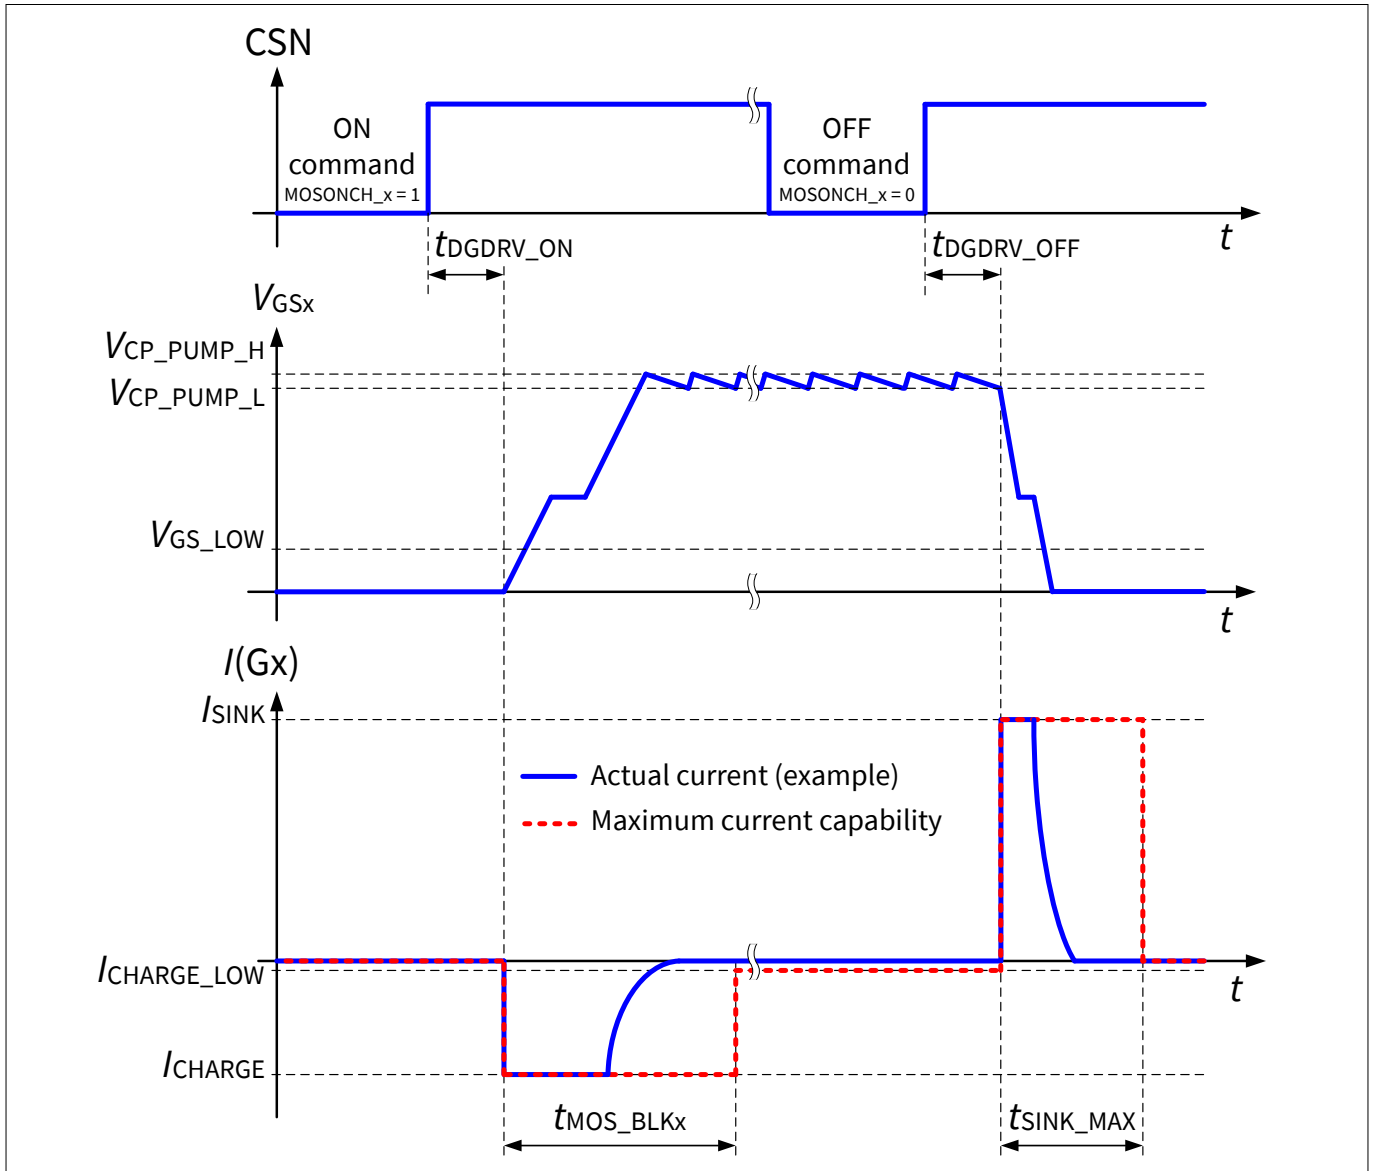 CSN
ON
command
MOSONCH_x = 1
OFF
command
MOSONCH_x = 0
t
tDGDRV_ON
tDGDRV_OFF
VGSx
VCP_PUMP_H
VCP_PUMP_L
VGS_LOW
t
I(Gx)
ISINK
Actual current (example)
Maximum current capability
ICHARGE_LOW
t
ICHARGE
tMOS_BLKx
tSINK_MAX